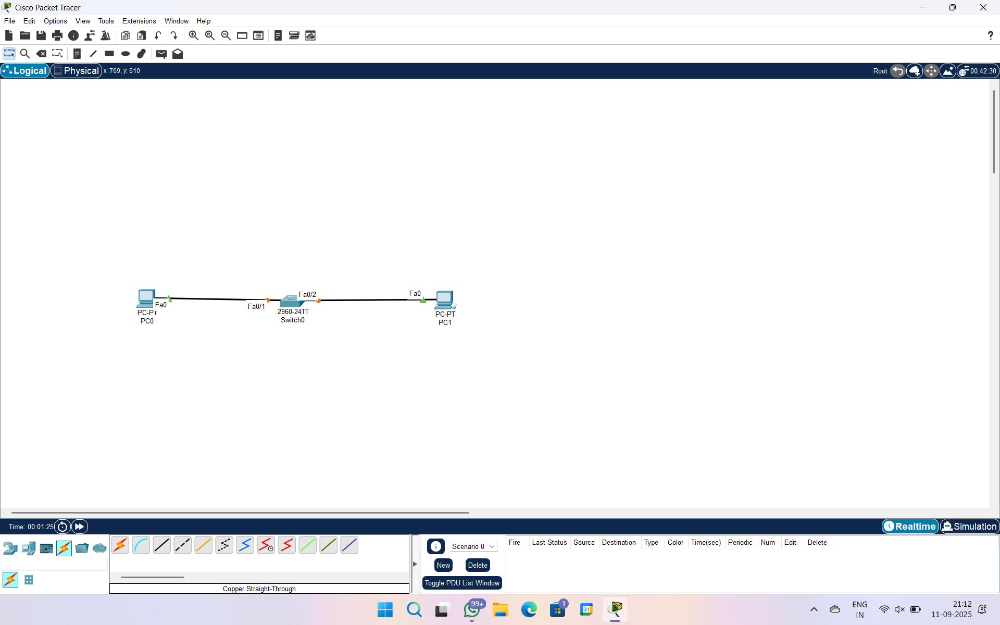 Cisco Packet Tracer
File Edit Options View Tools Extensions Window Help
?
Logical Physical x: 769, y: 610 Root 00:42:30
Fa0/2 Fa0
Fa0 Fa0/1
PC-P 2960-24TT PC-PT
PC0 Switch0 PC1
Time: 00:01:25 Realtime Simulation
Scenario 0
New Delete
Toggle PDU List Window
Fire Last Status Source Destination Type Color Time(sec) Periodic Num Edit Delete
Copper Straight-Through
99+ 1 31
ENG
IN
21:12
11-09-2025